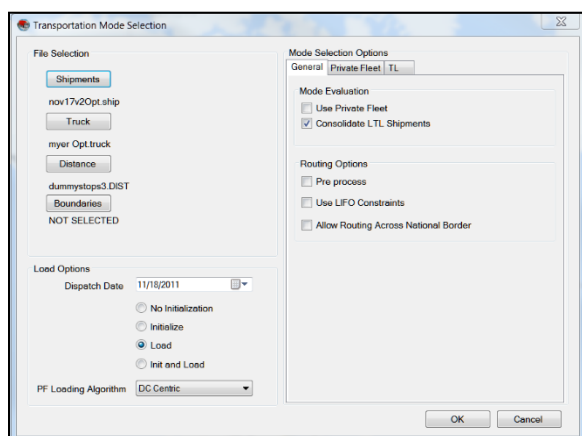 Transportation Mode Selection
File Selection
Shipments
nov17v2Opt.ship
Truck
myer Opt.truck
Distance
dummystops3.DIST
Boundaries
NOT SELECTED
Load Options
Dispatch Date 11/18/2011
No Initialization
Initialize
Load
Init and Load
PF Loading Algorithm DC Centric
Mode Selection Options
General Private Fleet TL
Mode Evaluation
Use Private Fleet
Consolidate LTL Shipments
Routing Options
Pre process
Use LIFO Constraints
Allow Routing Across National Border
OK Cancel